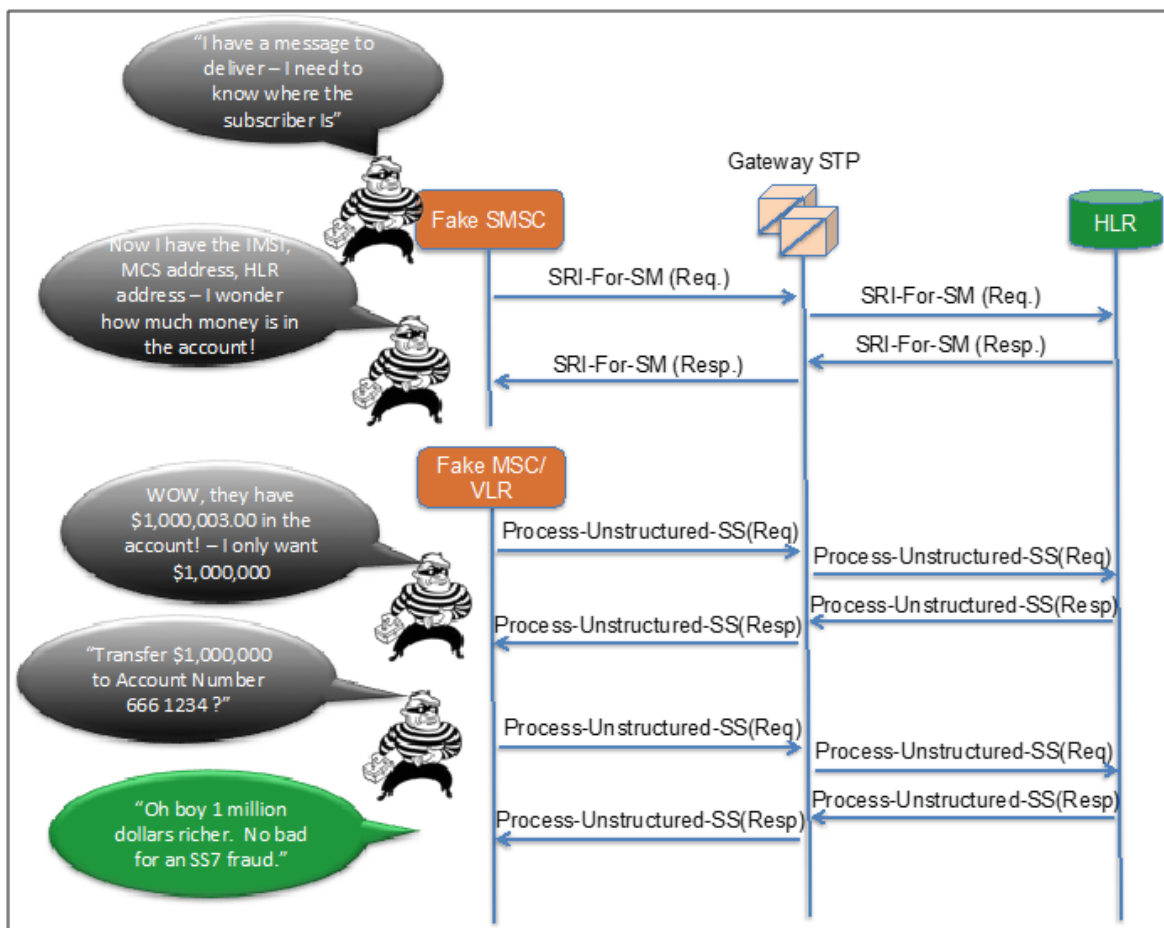 “I have a message to
deliver – I need to
know where the
subscriber Is”
Gateway STP
Fake SMSC
HLR
Now I have the IMSI,
MCS address, HLR
address – I wonder
how much money is in
the account!
SRI-For-SM (Req.)
SRI-For-SM (Req.)
SRI-For-SM (Resp.)
SRI-For-SM (Resp.)
Fake MSC/
VLR
WOW, they have
$1,000,003.00 in the
account! – I only want
$1,000,000
Process-Unstructured-SS(Req)
Process-Unstructured-SS(Req)
Process-Unstructured-SS(Resp)
Process-Unstructured-SS(Resp)
“Transfer $1,000,000
to Account Number
666 1234 ?”
Process-Unstructured-SS(Req)
Process-Unstructured-SS(Req)
Process-Unstructured-SS(Resp)
Process-Unstructured-SS(Resp)
“Oh boy 1 million
dollars richer. No bad
for an SS7 fraud.”